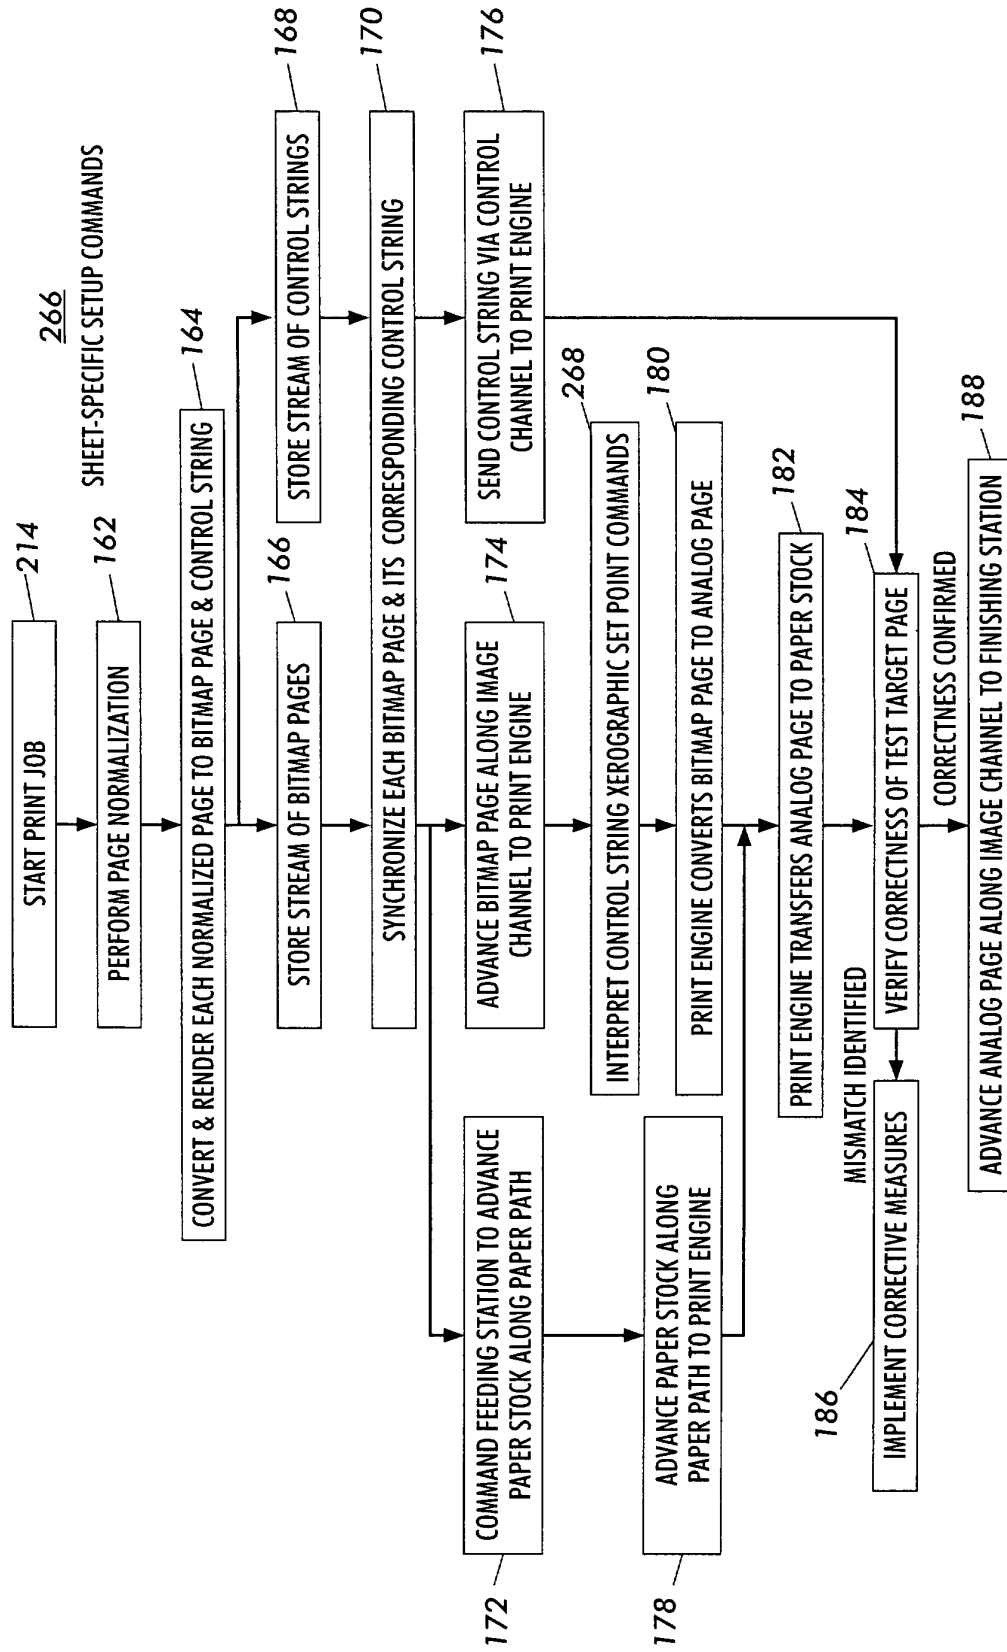 266
SHEET-SPECIFIC SETUP COMMANDS
214
START PRINT JOB
162
PERFORM PAGE NORMALIZATION
164
CONVERT & RENDER EACH NORMALIZED PAGE TO BITMAP PAGE & CONTROL STRING
166
STORE STREAM OF BITMAP PAGES
168
STORE STREAM OF CONTROL STRINGS
170
SYNCHRONIZE EACH BITMAP PAGE & ITS CORRESPONDING CONTROL STRING
172
COMMAND FEEDING STATION TO ADVANCE
PAPER STOCK ALONG PAPER PATH
174
ADVANCE BITMAP PAGE ALONG IMAGE
CHANNEL TO PRINT ENGINE
176
SEND CONTROL STRING VIA CONTROL
CHANNEL TO PRINT ENGINE
268
INTERPRET CONTROL STRING XEROGRAPHIC SET POINT COMMANDS
178
ADVANCE PAPER STOCK ALONG
PAPER PATH TO PRINT ENGINE
180
PRINT ENGINE CONVERTS BITMAP PAGE TO ANALOG PAGE
182
PRINT ENGINE TRANSFERS ANALOG PAGE TO PAPER STOCK
184
VERIFY CORRECTNESS OF TEST TARGET PAGE
MISMATCH IDENTIFIED
186
IMPLEMENT CORRECTIVE MEASURES
CORRECTNESS CONFIRMED
188
ADVANCE ANALOG PAGE ALONG IMAGE CHANNEL TO FINISHING STATION